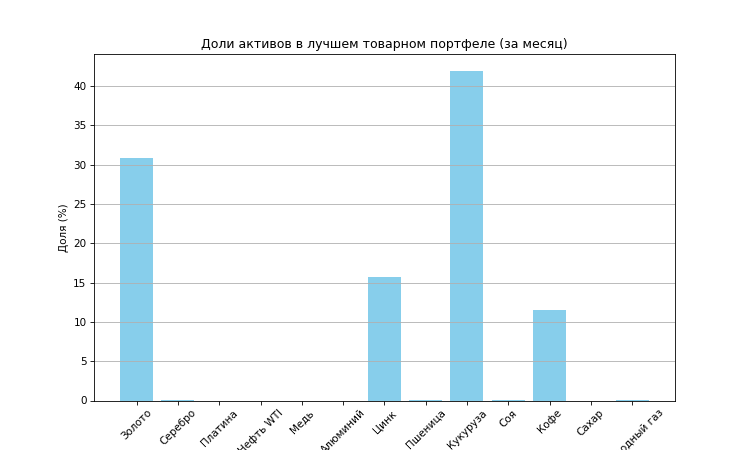 Доли активов в лучшем товарном портфеле (за месяц)
Доля (%)
40
35
30
25
20
15
10
5
0
Золото
Серебро
Платина
Нефть WTI
Медь
Алюминий
Цинк
Пшеница
Кукуруза
Соя
Кофе
Сахар
одный газ